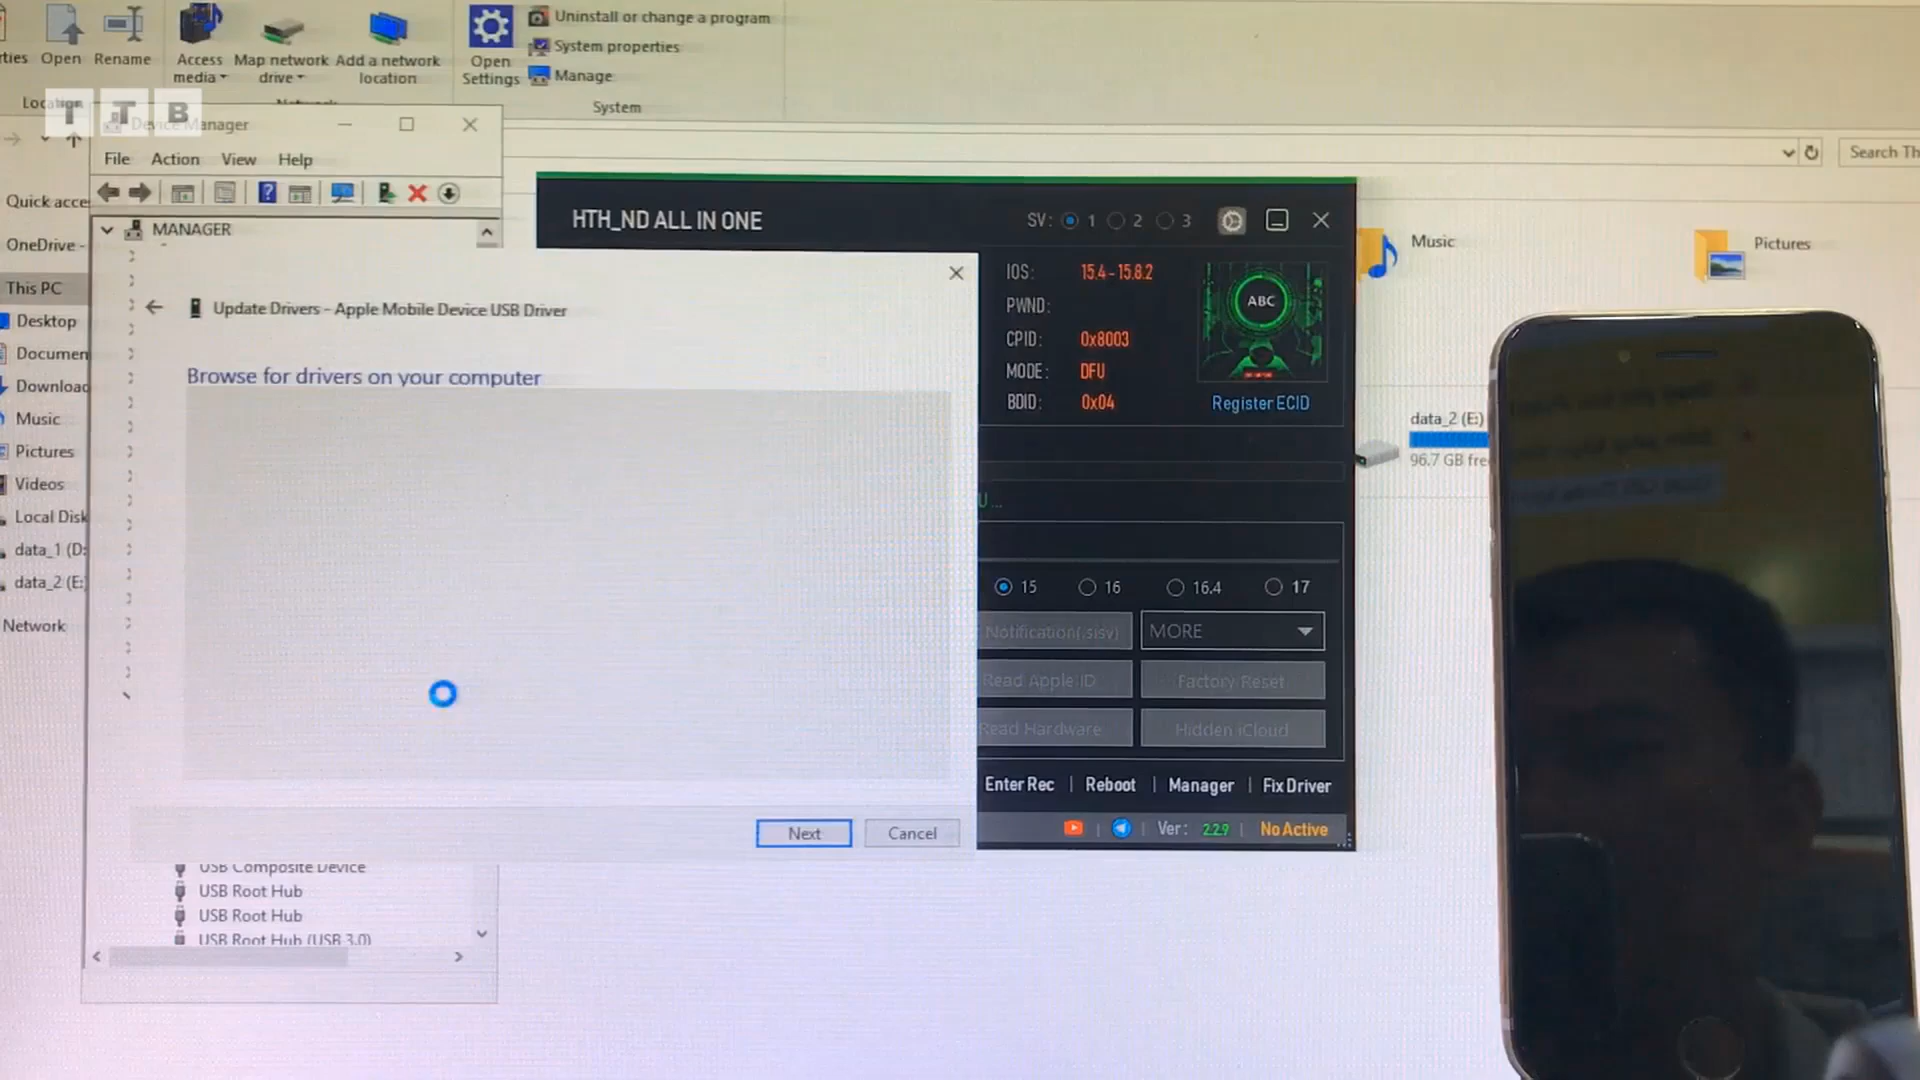 Open
Rename
Access
media
Map network
drive
Add a network
location
Open
Settings
Uninstall or change a program
System properties
Manage
System
T T B
Device Manager
File Action View Help
MANAGER
Quick acce
OneDrive -
This PC
Desktop
Documen
Download
Music
Pictures
Videos
Local Disk
data_1 (D:
data_2 (E:
Network
Search Th
Music
Pictures
data_2 (E:)
96.7 GB fre
Update Drivers - Apple Mobile Device USB Driver
Browse for drivers on your computer
Next
Cancel
USB Composite Device
USB Root Hub
USB Root Hub
USB Root Hub (USB 3.0)
HTH_ND ALL IN ONE
SV: 1 2 3
IOS: 15.4 - 15.8.2
PWND:
CPID: 0x8003
MODE: DFU
BDID: 0x04
ABC
Register ECID
U...
15 16 16.4 17
Notification(.sisv)
MORE
Read Apple ID
Factory Reset
Read Hardware
Hidden iCloud
Enter Rec | Reboot | Manager | Fix Driver
Ver: 2.2.9 | No Active